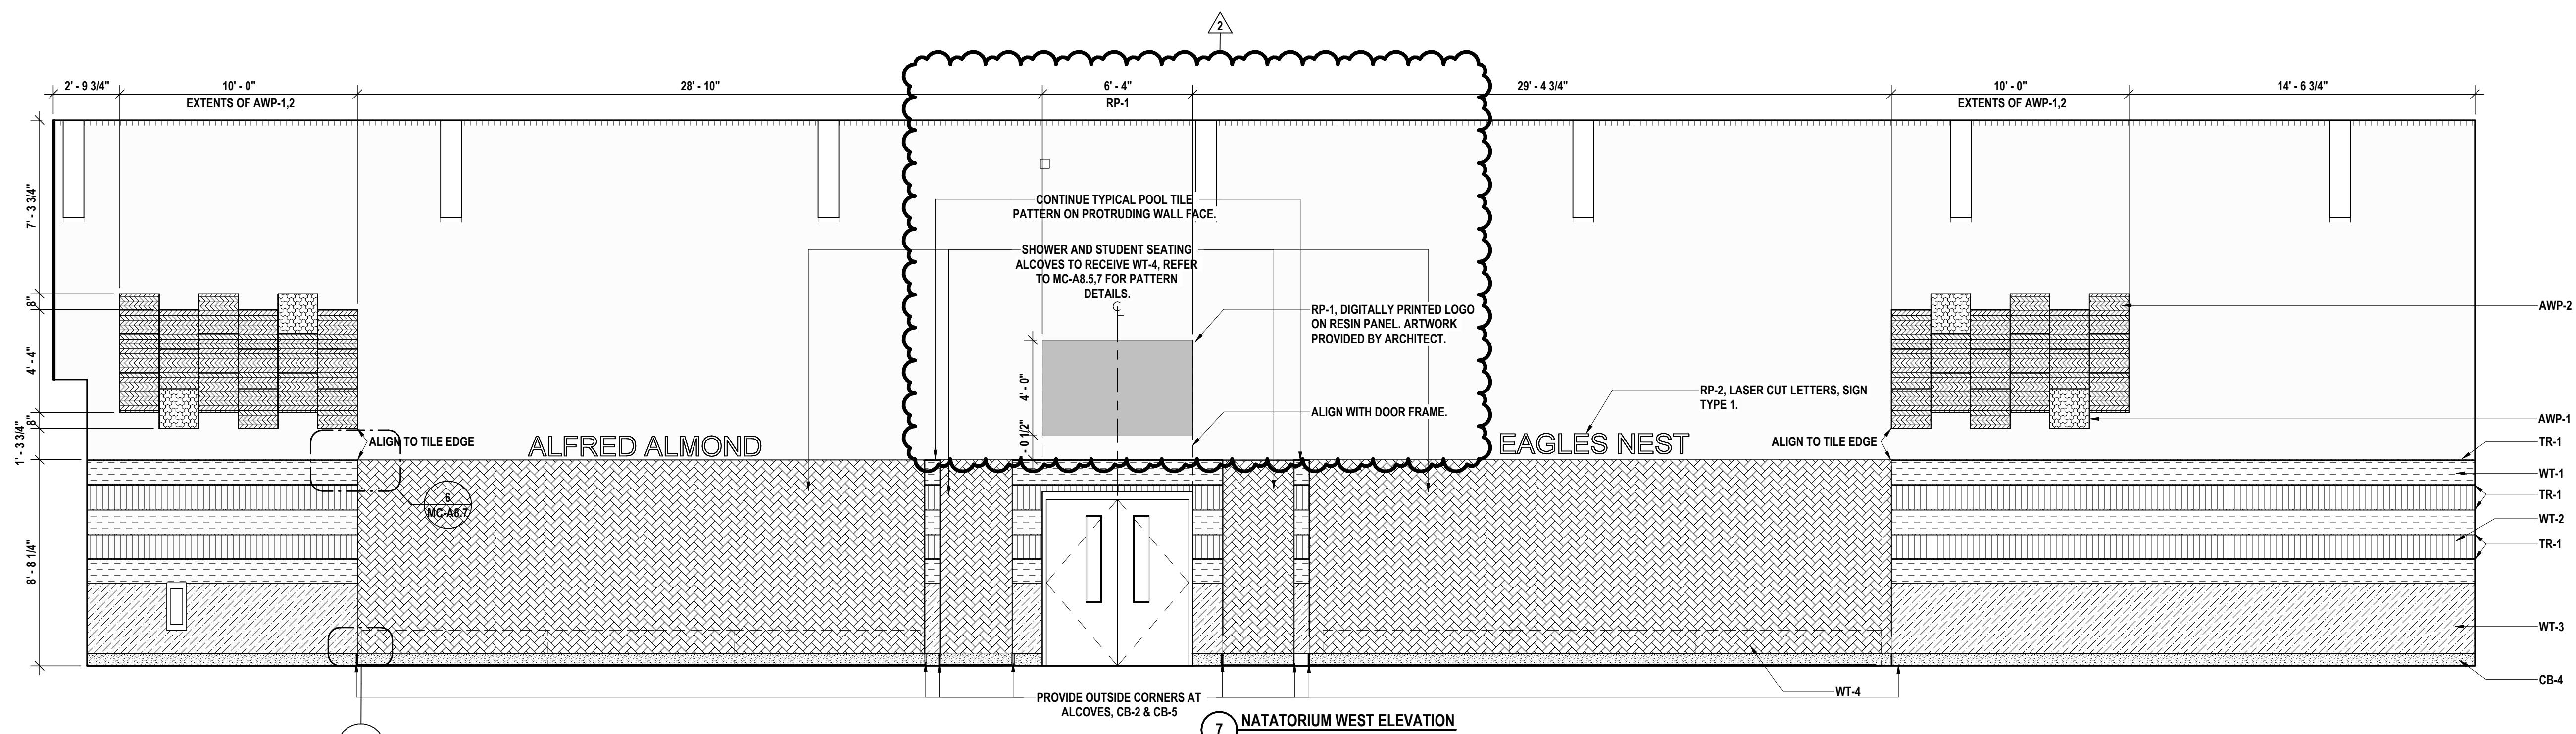 2
2' - 9 3/4"
10' - 0"
28' - 10"
6' - 4"
29' - 4 3/4"
10' - 0"
14' - 6 3/4"
EXTENTS OF AWP-1,2
RP-1
EXTENTS OF AWP-1,2
7' - 3 3/4"
8"
4' - 4"
8"
1' - 3 3/4"
8' - 8 1/4"
CONTINUE TYPICAL POOL TILE
PATTERN ON PROTRUDING WALL FACE.
SHOWER AND STUDENT SEATING
ALCOVES TO RECEIVE WT-4, REFER
TO MC-A8.5,7 FOR PATTERN
DETAILS.
CL
RP-1, DIGITALLY PRINTED LOGO
ON RESIN PANEL. ARTWORK
PROVIDED BY ARCHITECT.
4' - 0"
- 0 1/2"
ALIGN WITH DOOR FRAME.
RP-2, LASER CUT LETTERS, SIGN
TYPE 1.
ALIGN TO TILE EDGE
ALFRED ALMOND
EAGLES NEST
ALIGN TO TILE EDGE
6
MC-A8.7
AWP-2
AWP-1
TR-1
WT-1
TR-1
WT-2
TR-1
WT-3
CB-4
WT-4
PROVIDE OUTSIDE CORNERS AT
ALCOVES, CB-2 & CB-5
7
NATATORIUM WEST ELEVATION